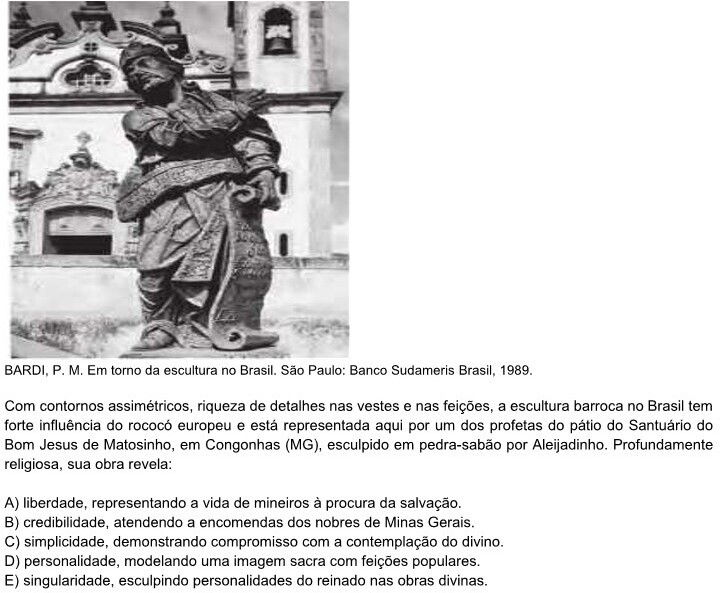 BARDI, P. M. Em torno da escultura no Brasil. São Paulo: Banco Sudameris Brasil, 1989.
Com contornos assimétricos, riqueza de detalhes nas vestes e nas feições, a escultura barroca no Brasil tem
forte influência do rococó europeu e está representada aqui por um dos profetas do pátio do Santuário do
Bom Jesus de Matosinho, em Congonhas (MG), esculpido em pedra-sabão por Aleijadinho. Profundamente
religiosa, sua obra revela:
A) liberdade, representando a vida de mineiros à procura da salvação.
B) credibilidade, atendendo a encomendas dos nobres de Minas Gerais.
C) simplicidade, demonstrando compromisso com a contemplação do divino.
D) personalidade, modelando uma imagem sacra com feições populares.
E) singularidade, esculpindo personalidades do reinado nas obras divinas.